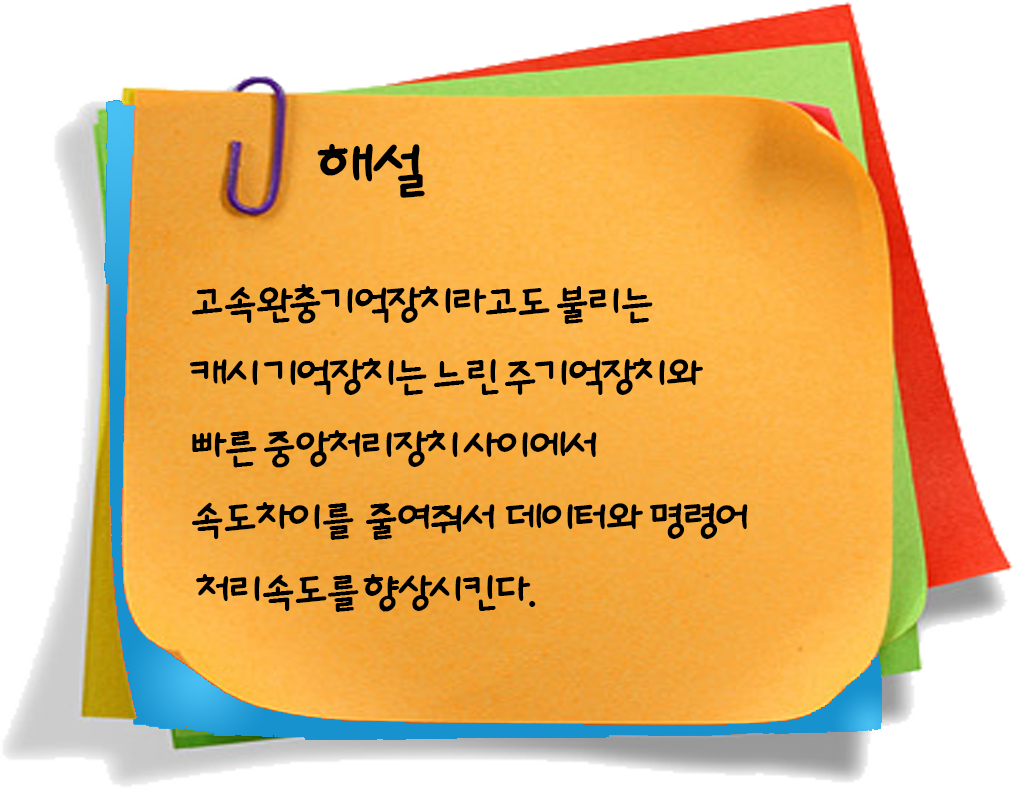 해설
고속완충기억장치라고도 불리는
캐시기억장치는 느린 주기억장치와
빠른 중앙처리장치 사이에서
속도차이를 줄여줘서 데이터와 명령어
처리속도를 향상시킨다.